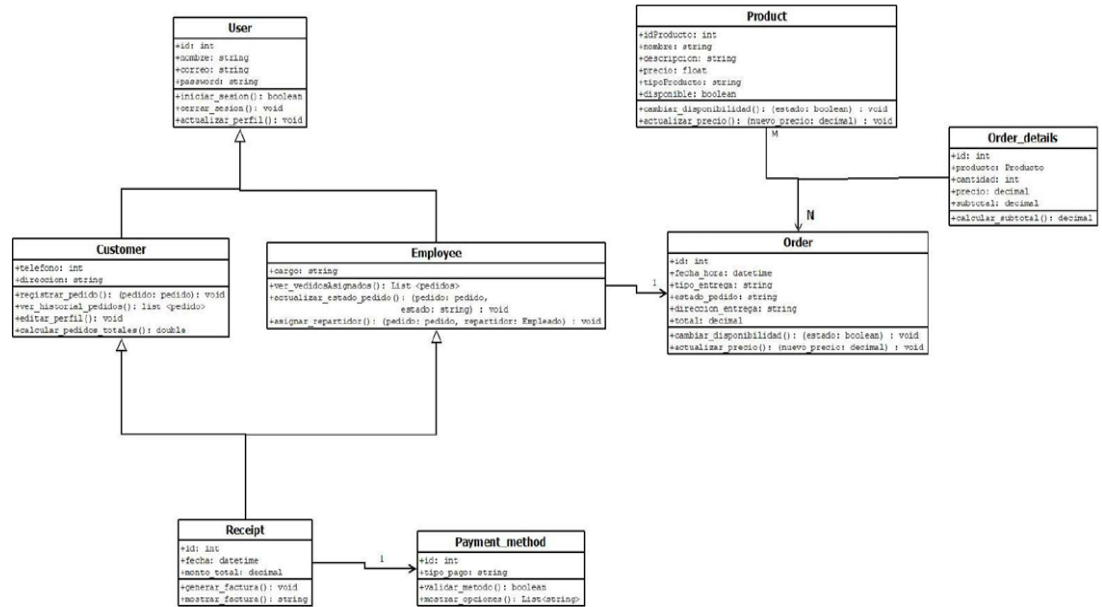 User
+id: int
+nombre: string
+correo: string
+password: string
+iniciar_sesion(): boolean
+cerrar_sesion(): void
+actualizar_perfil(): void
Product
+idProducto: int
+nombre: string
+descripcion: string
+precio: float
+tipoProducto: string
+disponible: boolean
+cambiar_disponibilidad(): (estado: boolean) : void
+actualizar_precio(): (nuevo_precio: decimal) : void
M
Order_details
+id: int
+producto: Producto
+cantidad: int
+precio: decimal
+subtotal: decimal
+calcular_subtotal(): decimal
N
Customer
+telefono: int
+direccion: string
+registrar_pedido(): (pedido: pedido): void
+ver_historial_pedidos(): list <pedido>
+editar_perfil(): void
+calcular_pedidos_totales(): double
Employee
+cargo: string
+ver_vedidosAsignados(): List <pedidos>
+actualizar_estado_pedido(): (pedido: pedido,
estado: string) : void
+asignar_repartidor(): (pedido: pedido, repartidor: Empleado) : void
1
Order
+id: int
+fecha_hora: datetime
+tipo_entrega: string
+estado_pedido: string
+direccion_entrega: string
+total: decimal
+cambiar_disponibilidad(): (estado: boolean) : void
+actualizar_precio(): (nuevo_precio: decimal) : void
Receipt
+id: int
+fecha: datetime
+monto_total: decimal
+generar_factura(): void
+mostrar_factura(): string
1
Payment_method
+id: int
+tipo_pago: string
+validar_metodo(): boolean
+mostrar_opciones(): List<string>